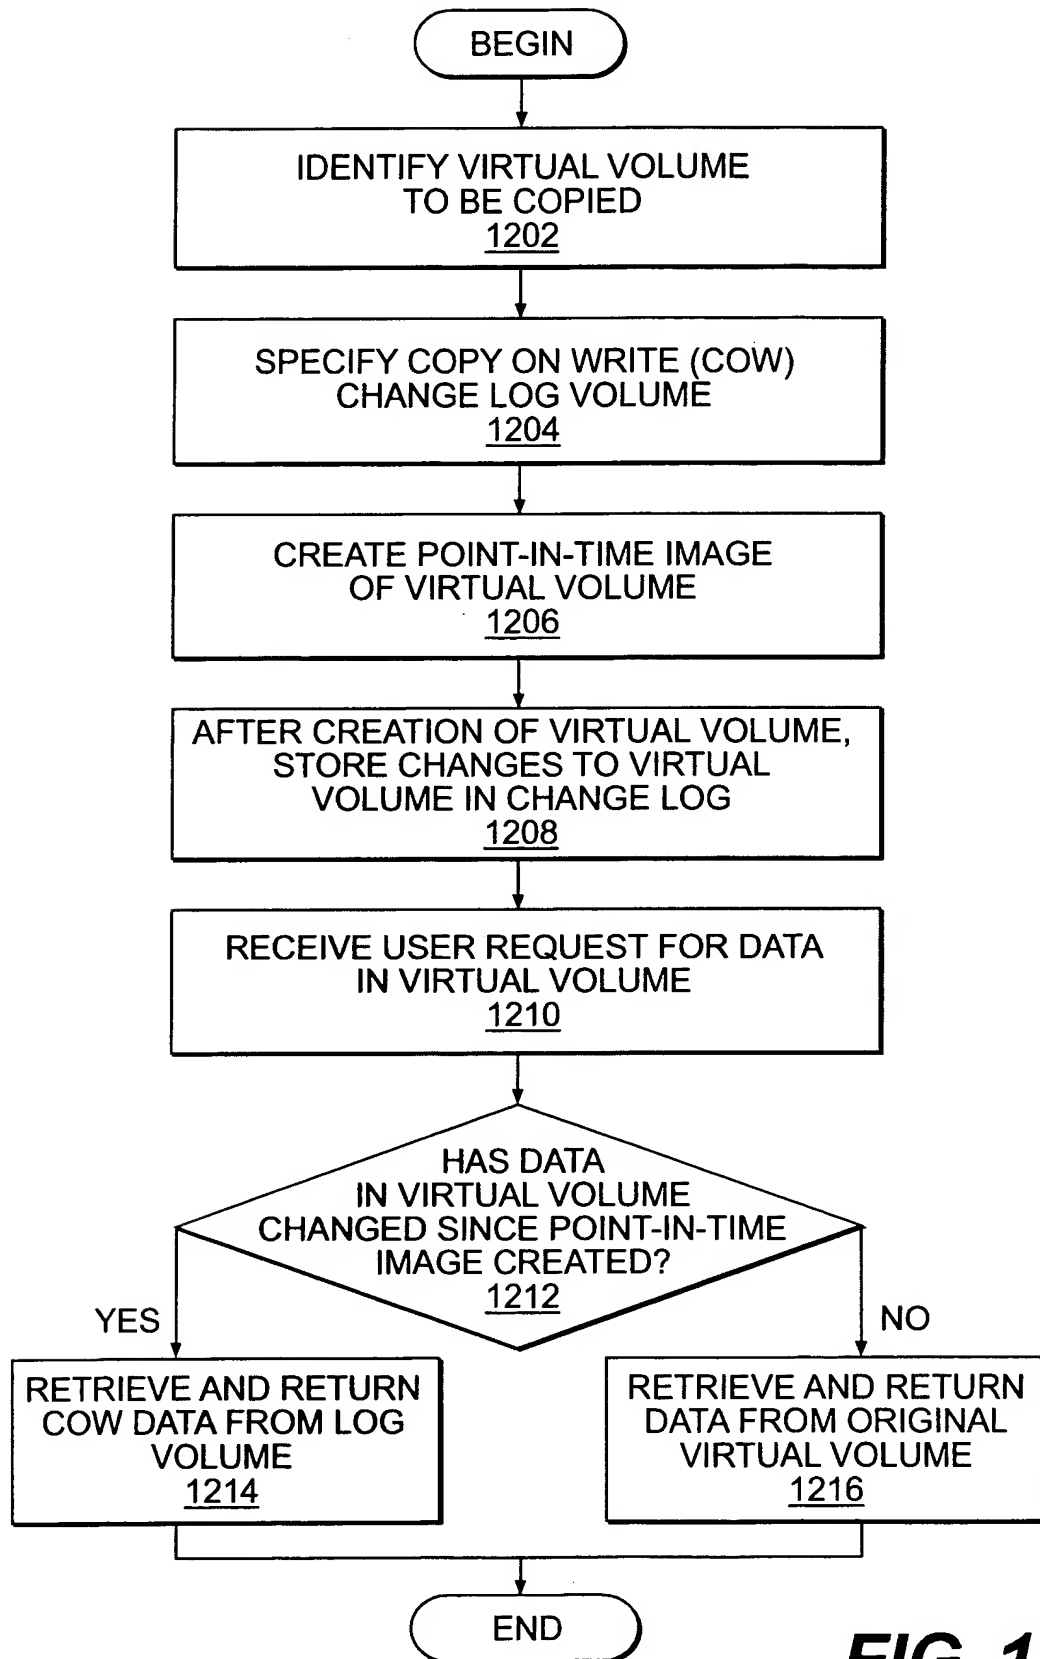 BEGIN
IDENTIFY VIRTUAL VOLUME
TO BE COPIED
1202
SPECIFY COPY ON WRITE (COW)
CHANGE LOG VOLUME
1204
CREATE POINT-IN-TIME IMAGE
OF VIRTUAL VOLUME
1206
AFTER CREATION OF VIRTUAL VOLUME,
STORE CHANGES TO VIRTUAL
VOLUME IN CHANGE LOG
1208
RECEIVE USER REQUEST FOR DATA
IN VIRTUAL VOLUME
1210
HAS DATA
IN VIRTUAL VOLUME
CHANGED SINCE POINT-IN-TIME
IMAGE CREATED?
1212
YES
NO
RETRIEVE AND RETURN
COW DATA FROM LOG
VOLUME
1214
RETRIEVE AND RETURN
DATA FROM ORIGINAL
VIRTUAL VOLUME
1216
END
FIG. 1